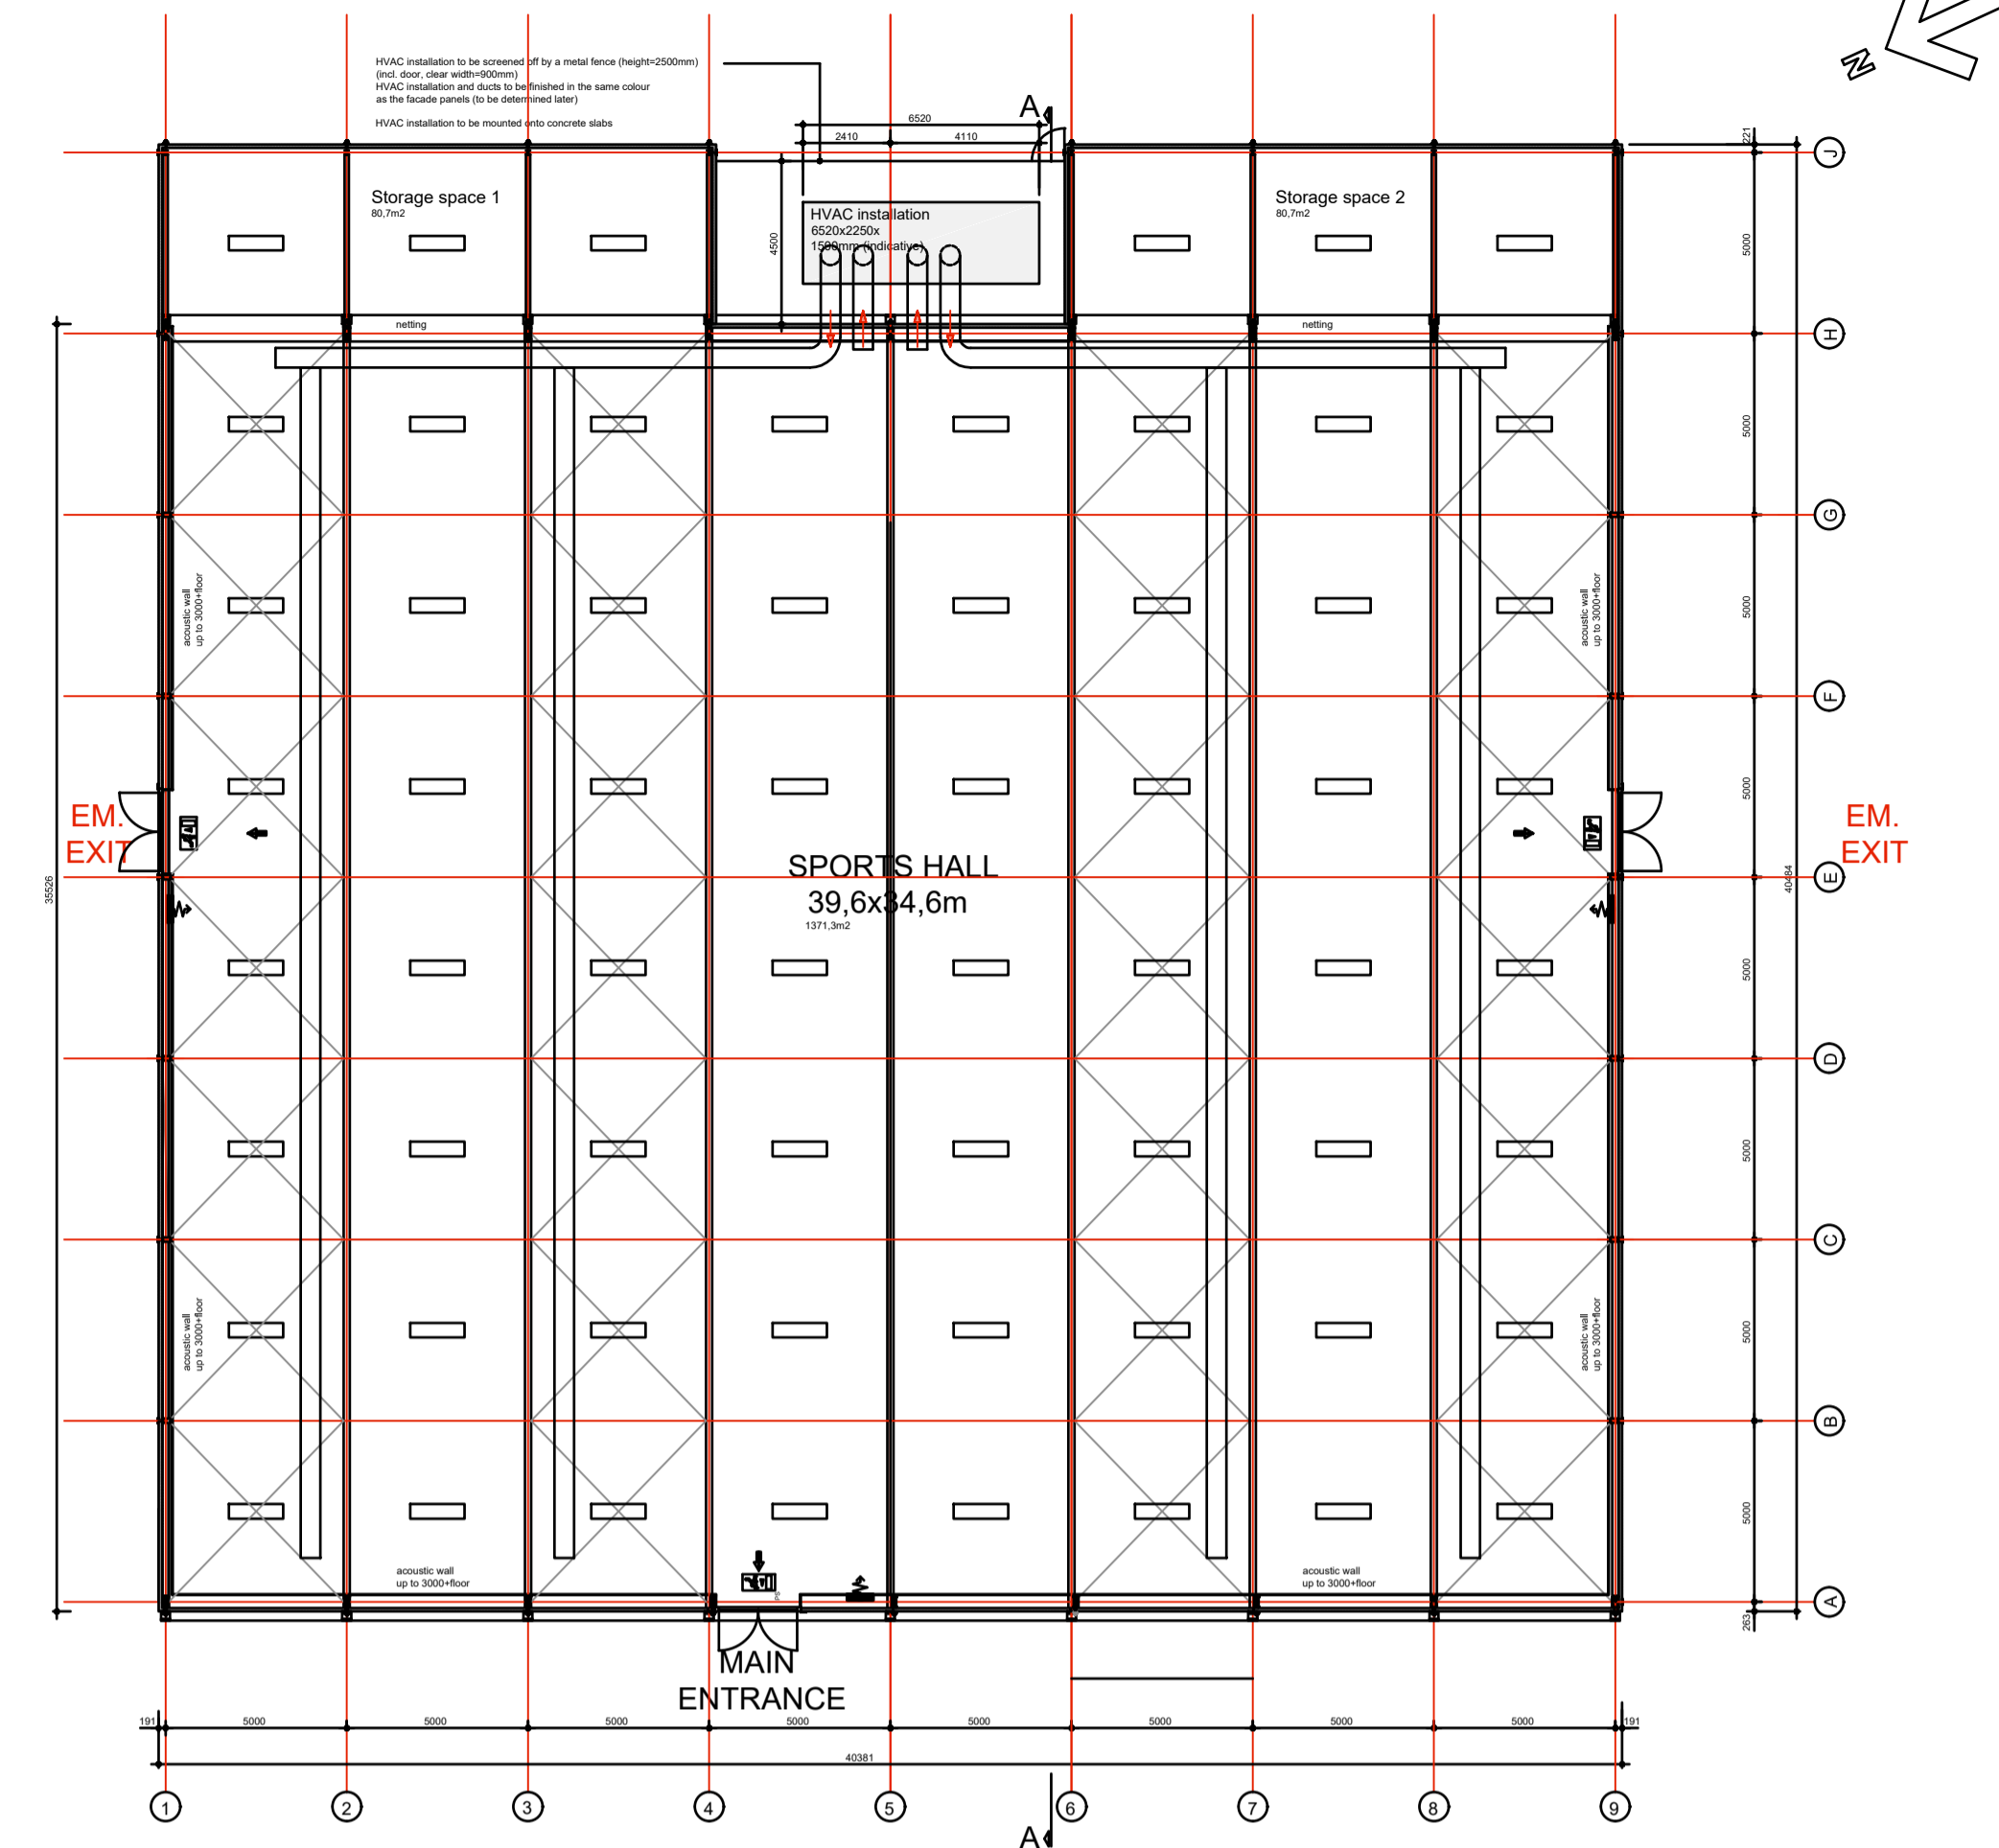 N
HVAC installation to be screened off by a metal fence (height=2500mm)
(incl. door, clear width=900mm)
HVAC installation and ducts to be finished in the same colour
as the facade panels (to be determined later)
HVAC installation to be mounted onto concrete slabs
A
6520
2410
4110
221
J
Storage space 1
80,7m2
HVAC installation
6520x2250x
1500mm (indicative)
4500
Storage space 2
80,7m2
5000
netting
netting
H
5000
G
acoustic wall
up to 3000+floor
acoustic wall
up to 3000+floor
5000
F
5000
EM.
EXIT
EM.
EXIT
SPORTS HALL
39,6x34,6m
1371,3m2
35526
40484
E
5000
D
5000
C
acoustic wall
up to 3000+floor
acoustic wall
up to 3000+floor
5000
B
5000
acoustic wall
up to 3000+floor
acoustic wall
up to 3000+floor
A
263
MAIN
ENTRANCE
191
5000
5000
5000
5000
5000
5000
5000
5000
191
40381
1
2
3
4
5
6
7
8
9
A